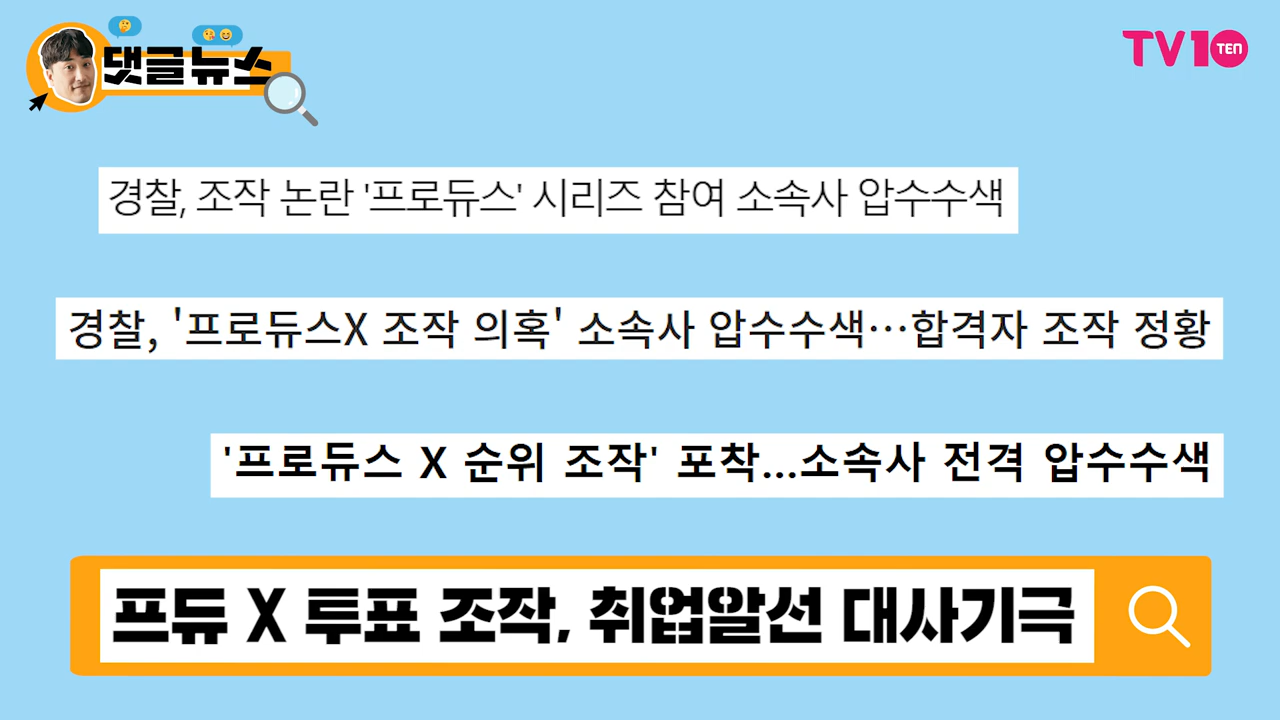 댓글뉴스
TV10
TEN
경찰, 조작 논란 '프로듀스' 시리즈 참여 소속사 압수수색
경찰, '프로듀스X 조작 의혹' 소속사 압수수색…합격자 조작 정황
'프로듀스 X 순위 조작' 포착...소속사 전격 압수수색
프듀 X 투표 조작, 취업알선 대사기극